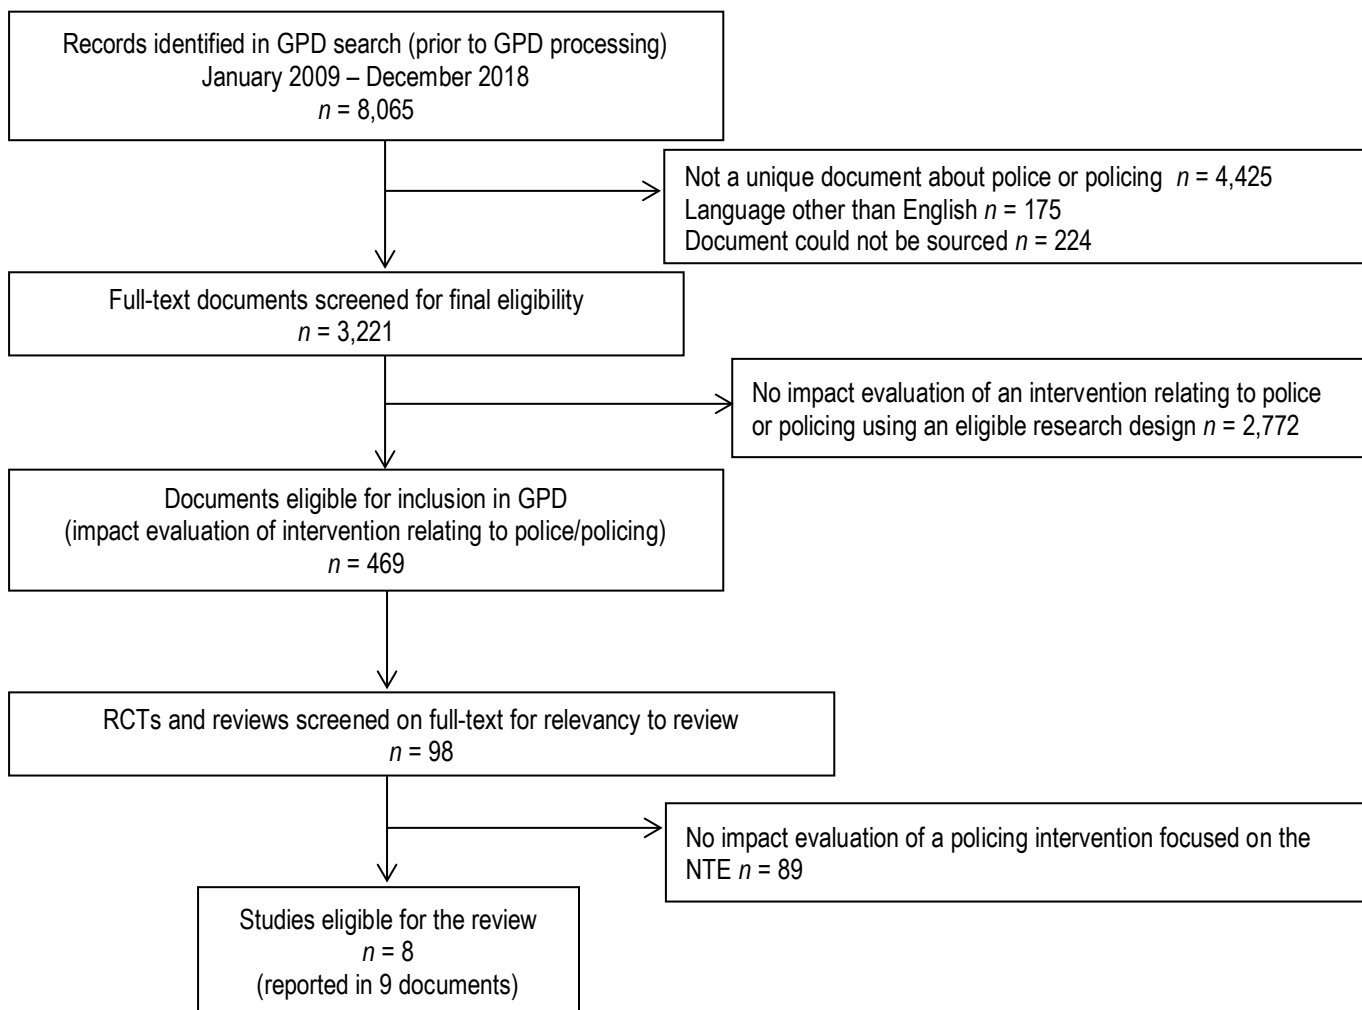 Records identified in GPD search (prior to GPD processing)
January 2009 – December 2018
n = 8,065
Not a unique document about police or policing n = 4,425
Language other than English n = 175
Document could not be sourced n = 224
Full-text documents screened for final eligibility
n = 3,221
No impact evaluation of an intervention relating to police
or policing using an eligible research design n = 2,772
Documents eligible for inclusion in GPD
(impact evaluation of intervention relating to police/policing)
n = 469
RCTs and reviews screened on full-text for relevancy to review
n = 98
No impact evaluation of a policing intervention focused on the
NTE n = 89
Studies eligible for the review
n = 8
(reported in 9 documents)